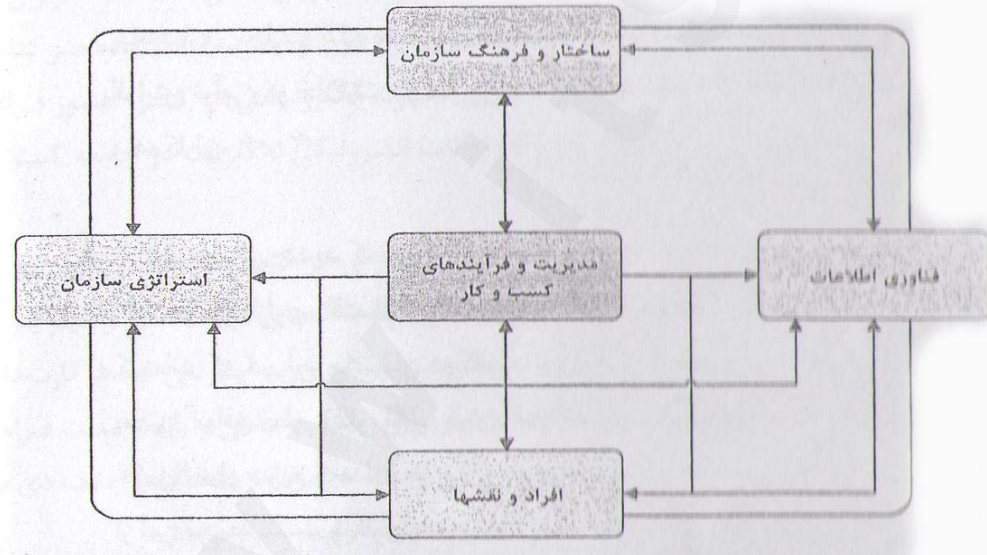 ساختار و فرهنگ سازمان
مدیریت و فرآیندهای
کسب و کار
فناوری اطلاعات
استراتژی سازمان
افراد و نقشها